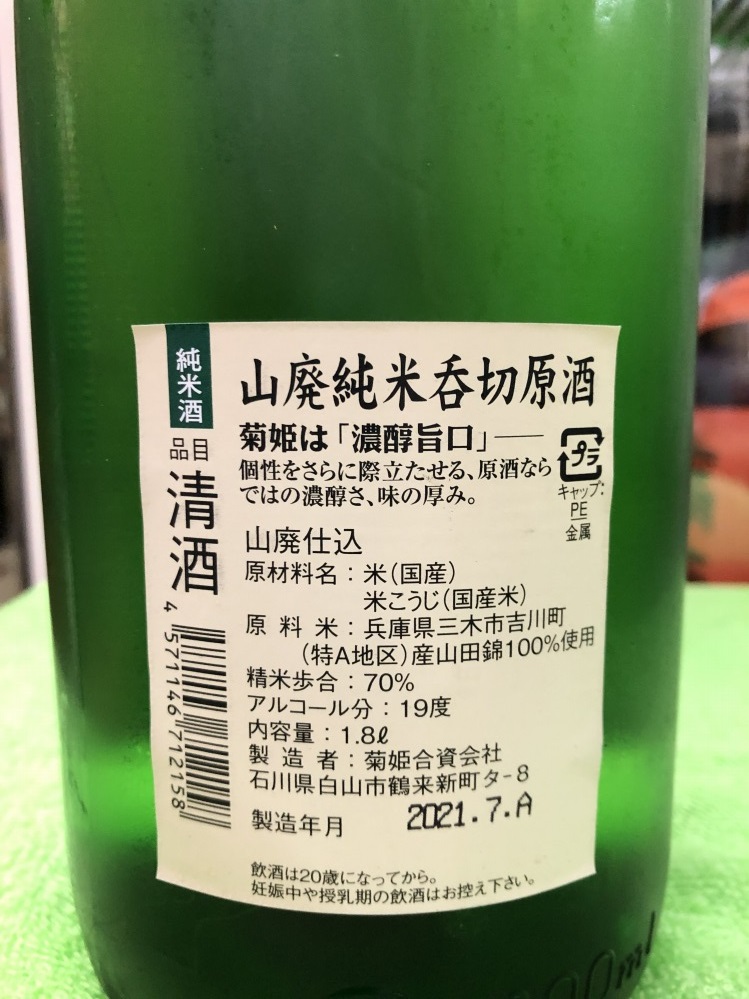 純米酒
品目
清酒
4 571146 712158
山廃純米呑切原酒
菊姫は「濃醇旨口」──
個性をさらに際立たせる、原酒なら
ではの濃醇さ、味の厚み。
プラ
キャップ:
PE
金属
山廃仕込
原材料名：米（国産）
米こうじ（国産米）
原料米：兵庫県三木市吉川町
（特A地区）産山田錦100%使用
精米歩合：70%
アルコール分：19度
内容量：1.8ℓ
製造者：菊姫合資会社
石川県白山市鶴来新町タ-8
製造年月 2021.7.A
飲酒は20歳になってから。
妊娠中や授乳期の飲酒はお控え下さい。